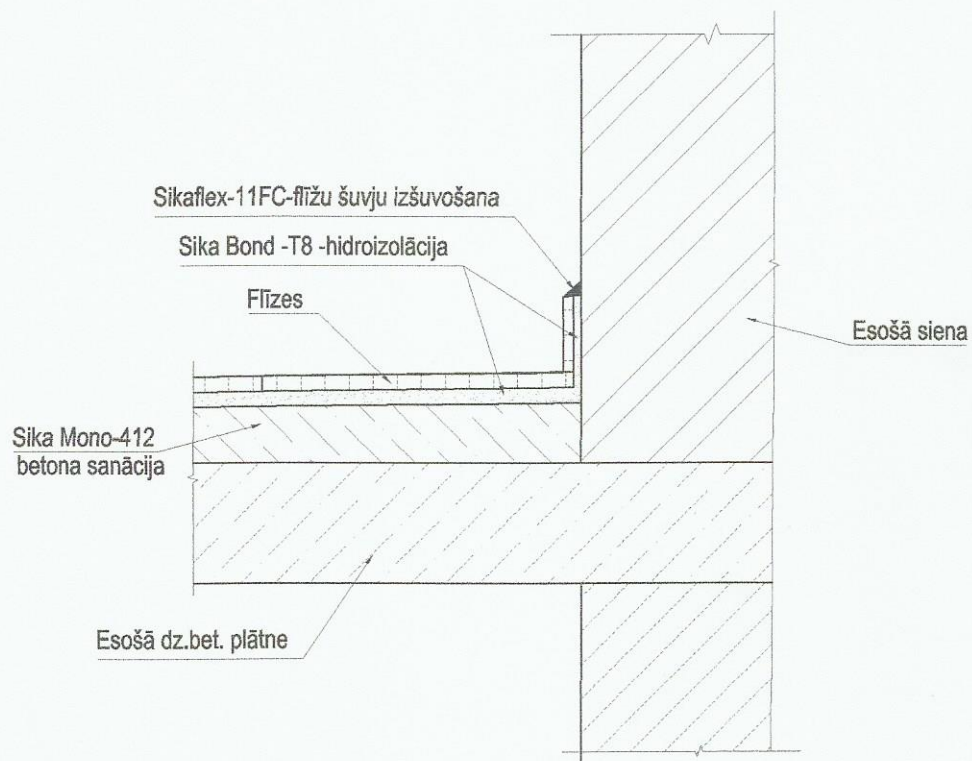 Sikaflex-11FC-flīžu šuvju izšuvošana
Sika Bond -T8 -hidroizolācija
Flīzes
Esošā siena
Sika Mono-412
betona sanācija
Esošā dz.bet. plātne